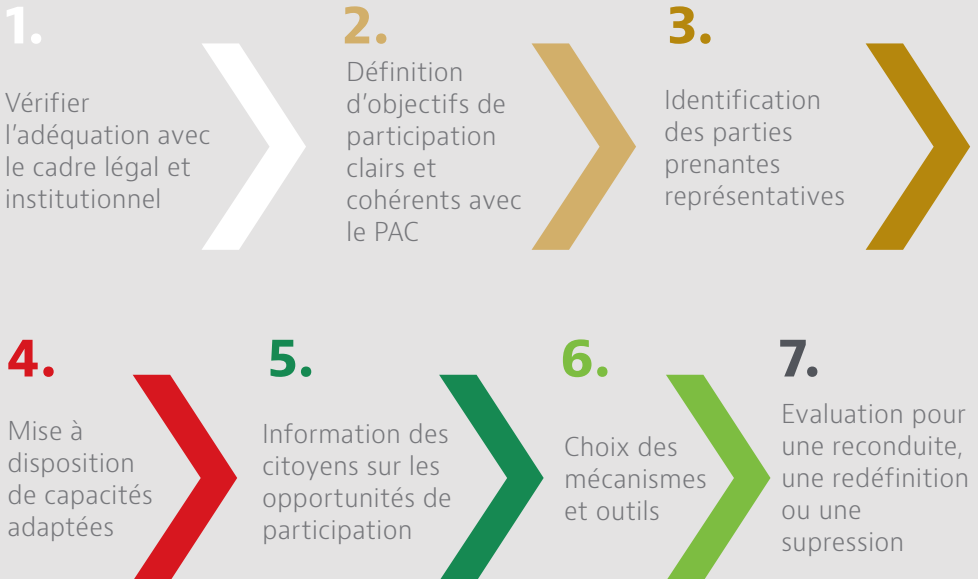 1.
Vérifier
l'adéquation avec
le cadre légal et
institutionnel
2.
Définition
d'objectifs de
participation
clairs et
cohérents avec
le PAC
3.
Identification
des parties
prenantes
représentatives
4.
Mise à
disposition
de capacités
adaptées
5.
Information des
citoyens sur les
opportunités de
participation
6.
Choix des
mécanismes
et outils
7.
Evaluation pour
une reconduite,
une redéfinition
ou une
supression